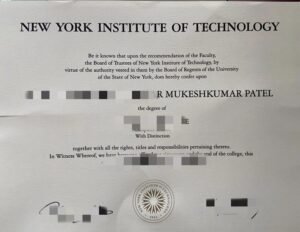 NEW YORK INSTITUTE OF TECHNOLOGY
Be it known that upon the recommendation of the Faculty,
the Board of Trustees of New York Institute of Technology, by
virtue of the authority vested in them by the Board of Regents of the University
of the State of New York, does hereby confer upon
R MUKESHKUMAR PATEL
the degree of
With Distinction
together with all the rights, titles and responsibilities pertaining thereto.
In Witness Whereof, we have of the college, this